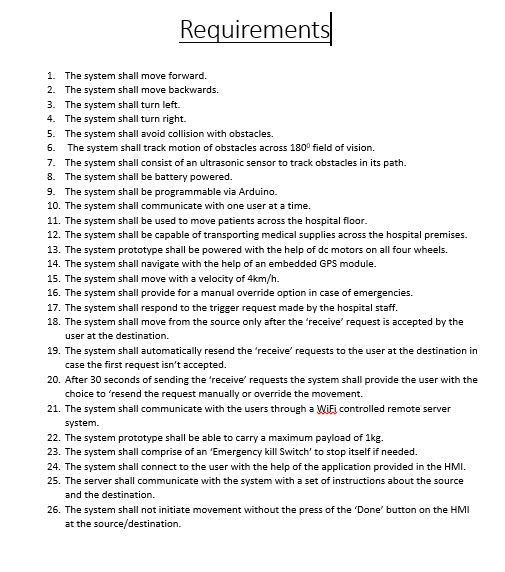 Requirements
1. The system shall move forward.
2. The system shall move backwards.
3. The system shall turn left.
4. The system shall turn right.
5. The system shall avoid collision with obstacles.
6. The system shall track motion of obstacles across 180⁰ field of vision.
7. The system shall consist of an ultrasonic sensor to track obstacles in its path.
8. The system shall be battery powered.
9. The system shall be programmable via Arduino.
10. The system shall communicate with one user at a time.
11. The system shall be used to move patients across the hospital floor.
12. The system shall be capable of transporting medical supplies across the hospital premises.
13. The system prototype shall be powered with the help of dc motors on all four wheels.
14. The system shall navigate with the help of an embedded GPS module.
15. The system shall move with a velocity of 4km/h.
16. The system shall provide for a manual override option in case of emergencies.
17. The system shall respond to the trigger request made by the hospital staff.
18. The system shall move from the source only after the ‘receive’ request is accepted by the
user at the destination.
19. The system shall automatically resend the ‘receive’ requests to the user at the destination in
case the first request isn’t accepted.
20. After 30 seconds of sending the ‘receive’ requests the system shall provide the user with the
choice to ‘resend the request manually or override the movement.
21. The system shall communicate with the users through a WiFi controlled remote server
system.
22. The system prototype shall be able to carry a maximum payload of 1kg.
23. The system shall comprise of an ‘Emergency kill Switch’ to stop itself if needed.
24. The system shall connect to the user with the help of the application provided in the HMI.
25. The server shall communicate with the system with a set of instructions about the source
and the destination.
26. The system shall not initiate movement without the press of the ‘Done’ button on the HMI
at the source/destination.